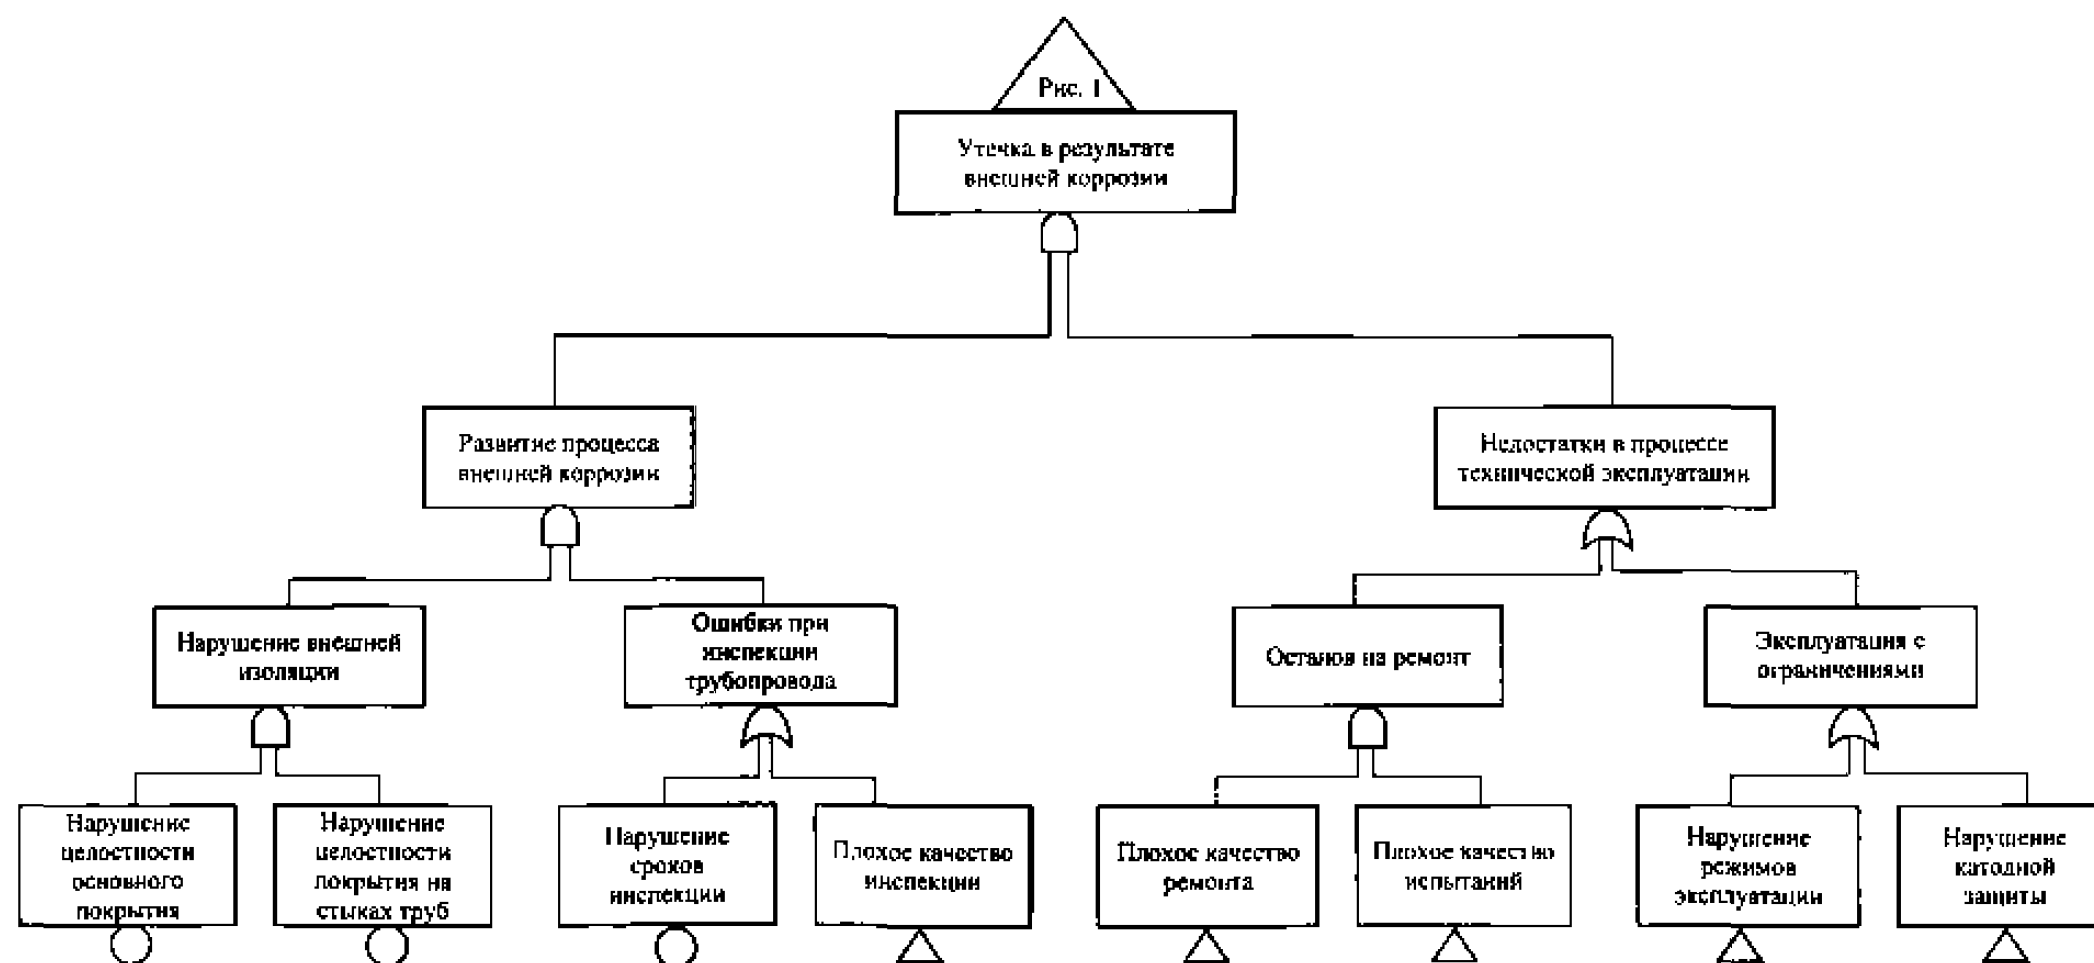 Рис. 1
Утечка в результате
внешней коррозии
Развитие процесса
внешней коррозии
Недостатки в процессе
технической эксплуатации
Нарушение внешней
изоляции
Ошибки при
инспекции
трубопровода
Останов на ремонт
Эксплуатация с
ограничениями
Нарушение
целостности
основного
покрытия
Нарушение
целостности
покрытия на
стыках труб
Нарушение
сроков
инспекции
Плохое качество
инспекции
Плохое качество
ремонта
Плохое качество
испытаний
Нарушение
режимов
эксплуатации
Нарушение
катодной
защиты